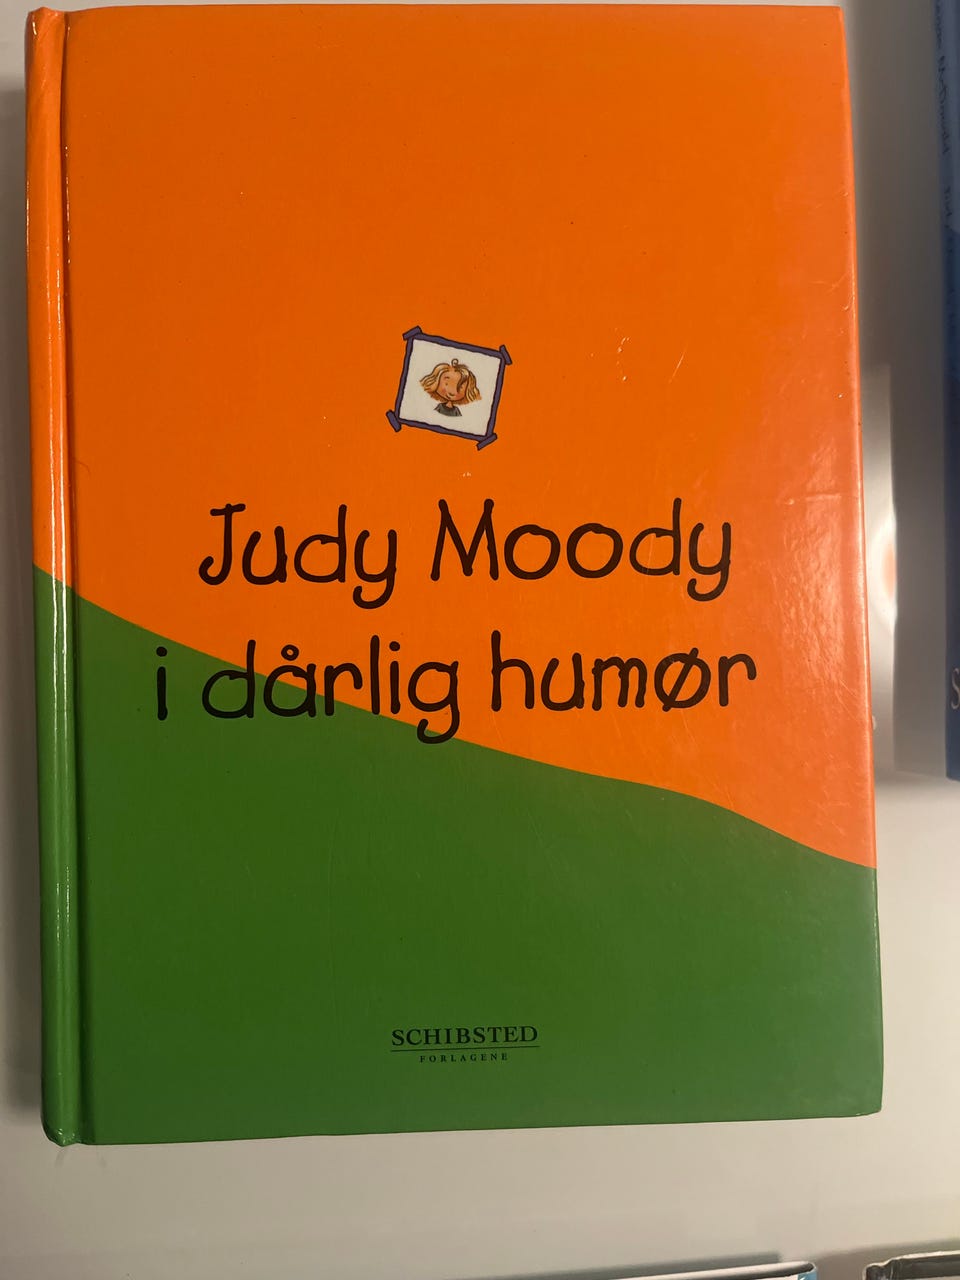 Judy Moody
i dårlig humør
SCHIBSTED
FORLAGENE